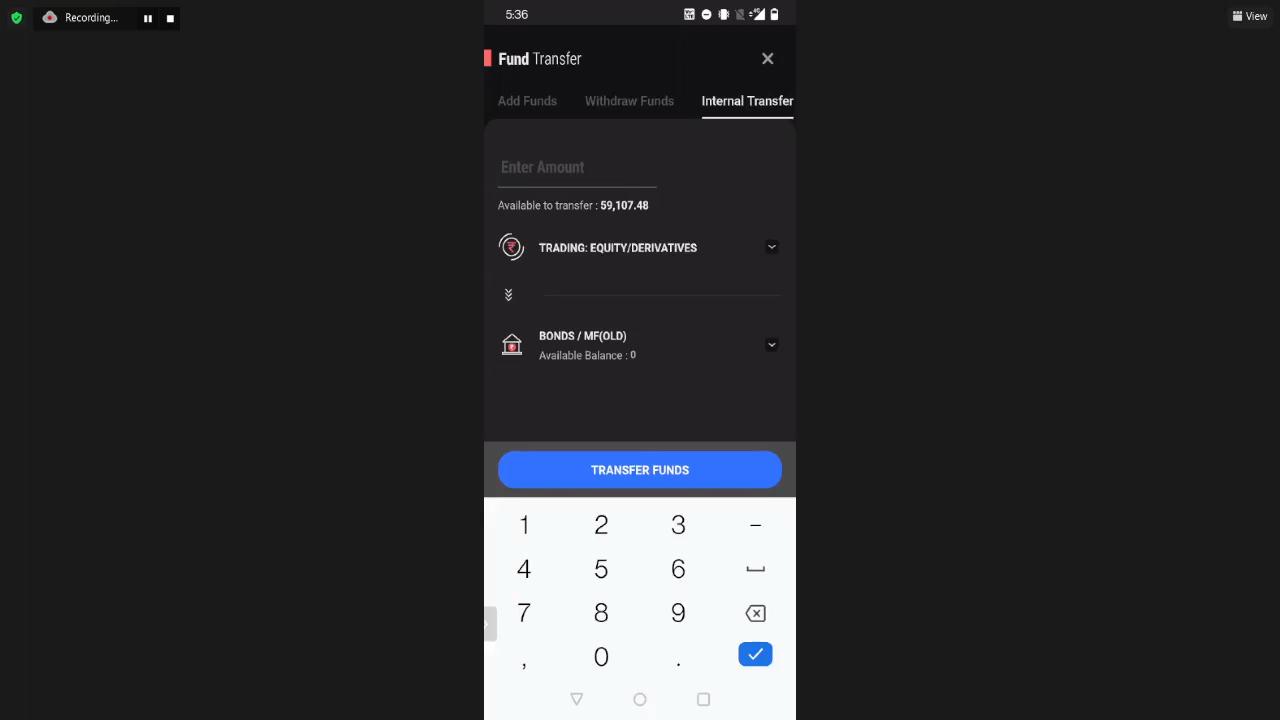 Recording...
View
5:36
Fund Transfer
Add Funds Withdraw Funds Internal Transfer
Enter Amount
Available to transfer : 59,107.48
TRADING: EQUITY/DERIVATIVES
BONDS / MF(OLD)
Available Balance : 0
TRANSFER FUNDS
1 2 3 –
4 5 6
7 8 9
, 0 .